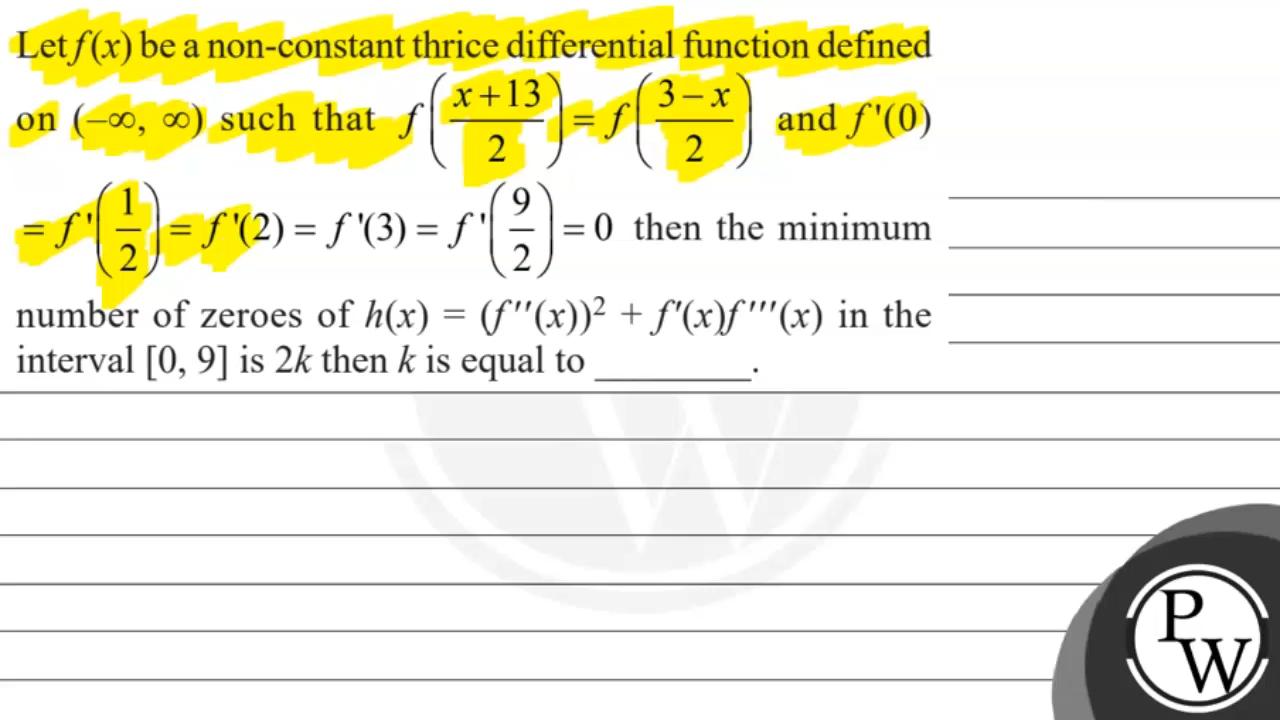 Let f(x) be a non-constant thrice differential function defined
on (−∞, ∞) such that f((x+13)/2) = f((3−x)/2) and f'(0)
= f'(1/2) = f'(2) = f'(3) = f'(9/2) = 0 then the minimum
number of zeroes of h(x) = (f''(x))² + f'(x)f'''(x) in the
interval [0, 9] is 2k then k is equal to ________.
P
W